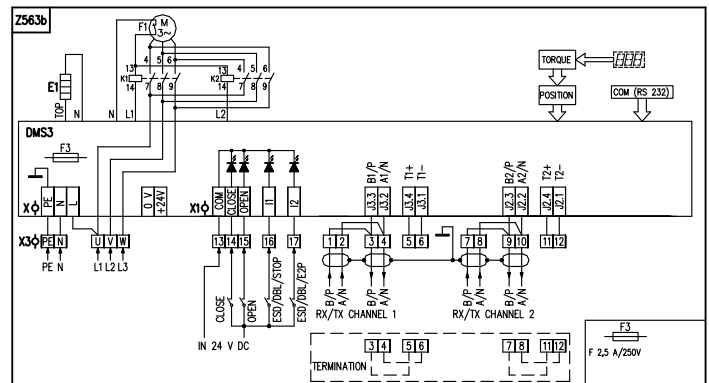 Z563b
F1 M 3~
4 5 6
13 13 4 5 6
K1 K2
14 7 8 9 14 7 8 9
E1
TOP N N L1 L2
TORQUE
POSITION COM (RS 232)
DMS3
F3
X PE N L
0 V +24V
X1 COM CLOSE OPEN I1 I2
B1/P A1/N T1+ T1- B2/P A2/N T2+ T2-
J3.3 J3.2 J3.4 J3.1 J2.3 J2.2 J2.4 J2.1
X3 PE N U V W 13 14 15 16 17 1 2 3 4 5 6 7 8 9 10 11 12
PE N L1 L2 L3
CLOSE OPEN ESD/DBL/STOP ESD/DBL/E2P
B/P A/N B/P A/N B/P A/N B/P A/N
RX/TX CHANNEL 1 RX/TX CHANNEL 2
IN 24 V DC
3 4 5 6 7 8 11 12
TERMINATION
F3
F 2,5 A/250V